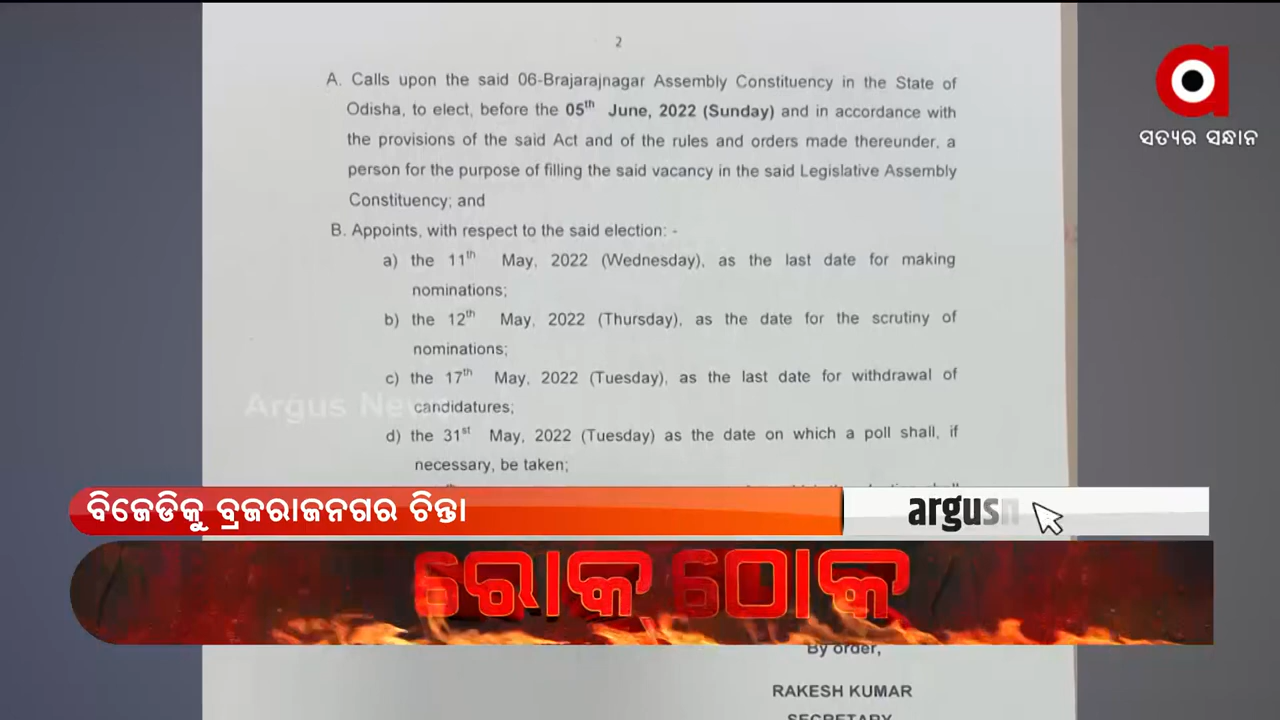 2
A. Calls upon the said 06-Brajarajnagar Assembly Constituency in the State of
Odisha, to elect, before the 05th June, 2022 (Sunday) and in accordance with
the provisions of the said Act and of the rules and orders made thereunder, a
person for the purpose of filling the said vacancy in the said Legislative Assembly
Constituency; and
B. Appoints, with respect to the said election: -
a) the 11th May, 2022 (Wednesday), as the last date for making
nominations;
b) the 12th May, 2022 (Thursday), as the date for the scrutiny of
nominations;
c) the 17th May, 2022 (Tuesday), as the last date for withdrawal of
candidatures;
d) the 31st May, 2022 (Tuesday) as the date on which a poll shall, if
necessary, be taken;
ସତ୍ୟର ସନ୍ଧାନ
Argus News
ବିଜେଡିକୁ ବ୍ରଜରାଜନଗର ଚିନ୍ତା
argusn
ରୋକ ଠୋକ
By order,
RAKESH KUMAR
SECRETARY